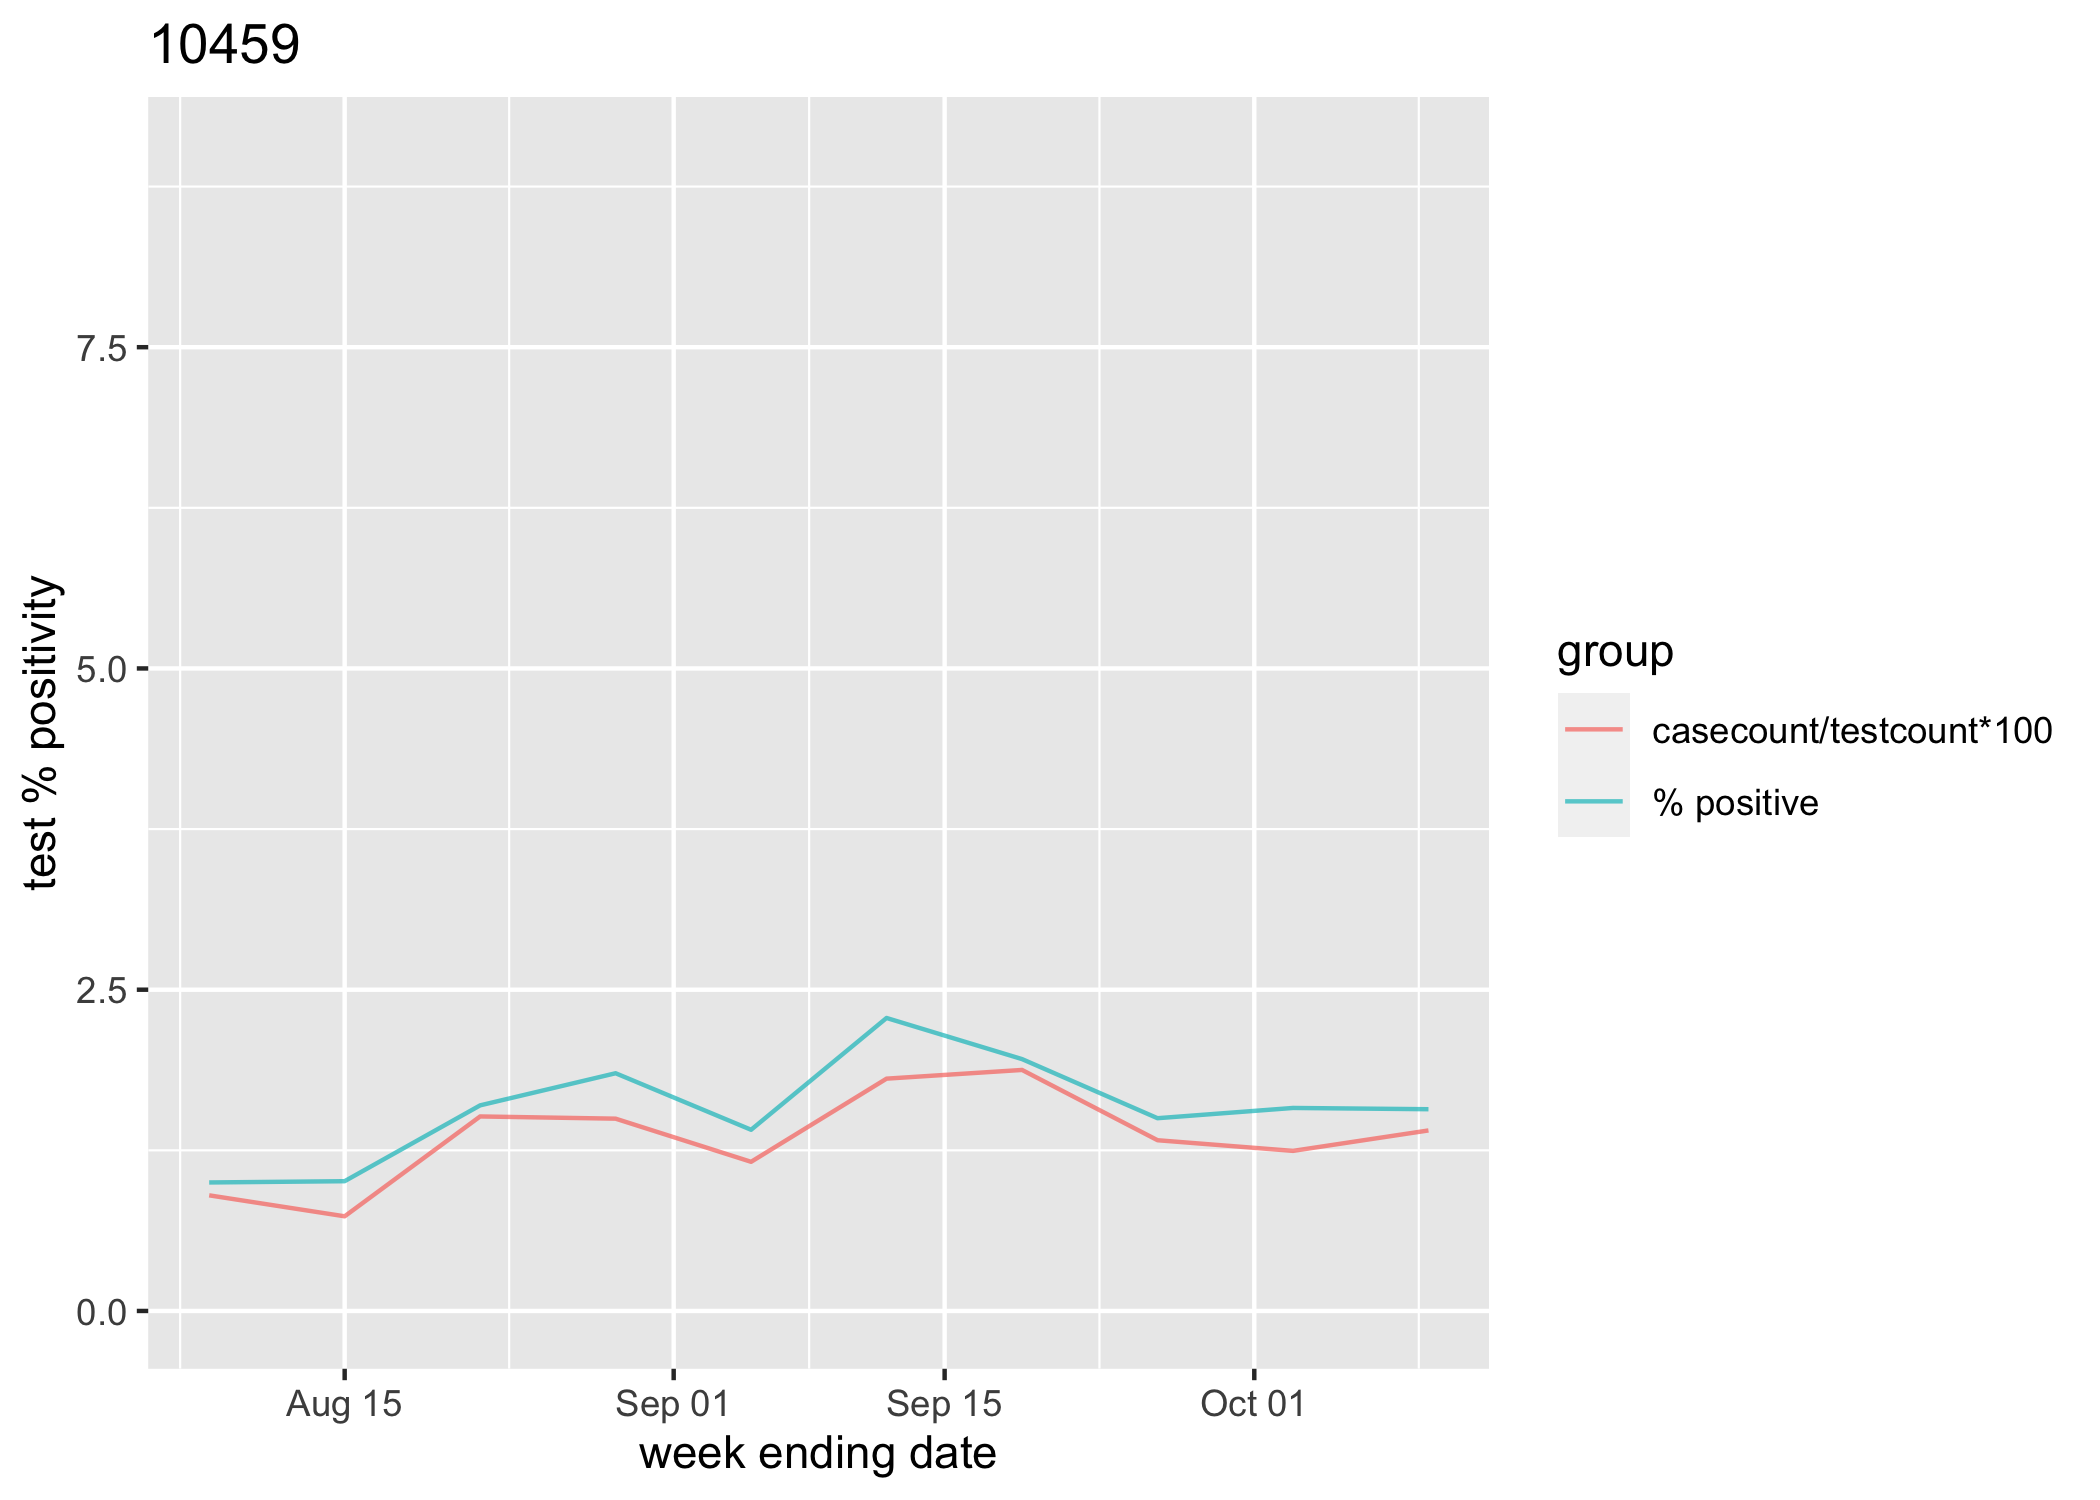 10459
test % positivity
7.5
5.0
2.5
0.0
Aug 15
Sep 01
Sep 15
Oct 01
week ending date
group
casecount/testcount*100
% positive